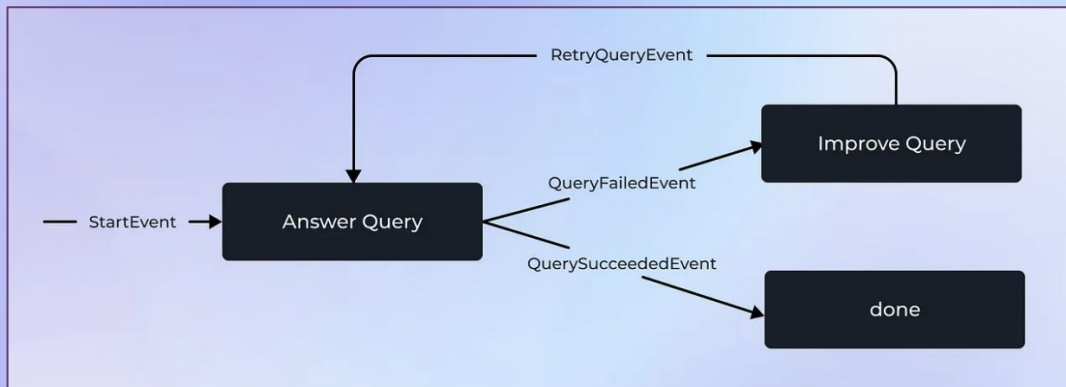 RetryQueryEvent
Improve Query
QueryFailedEvent
StartEvent
Answer Query
QuerySucceededEvent
done